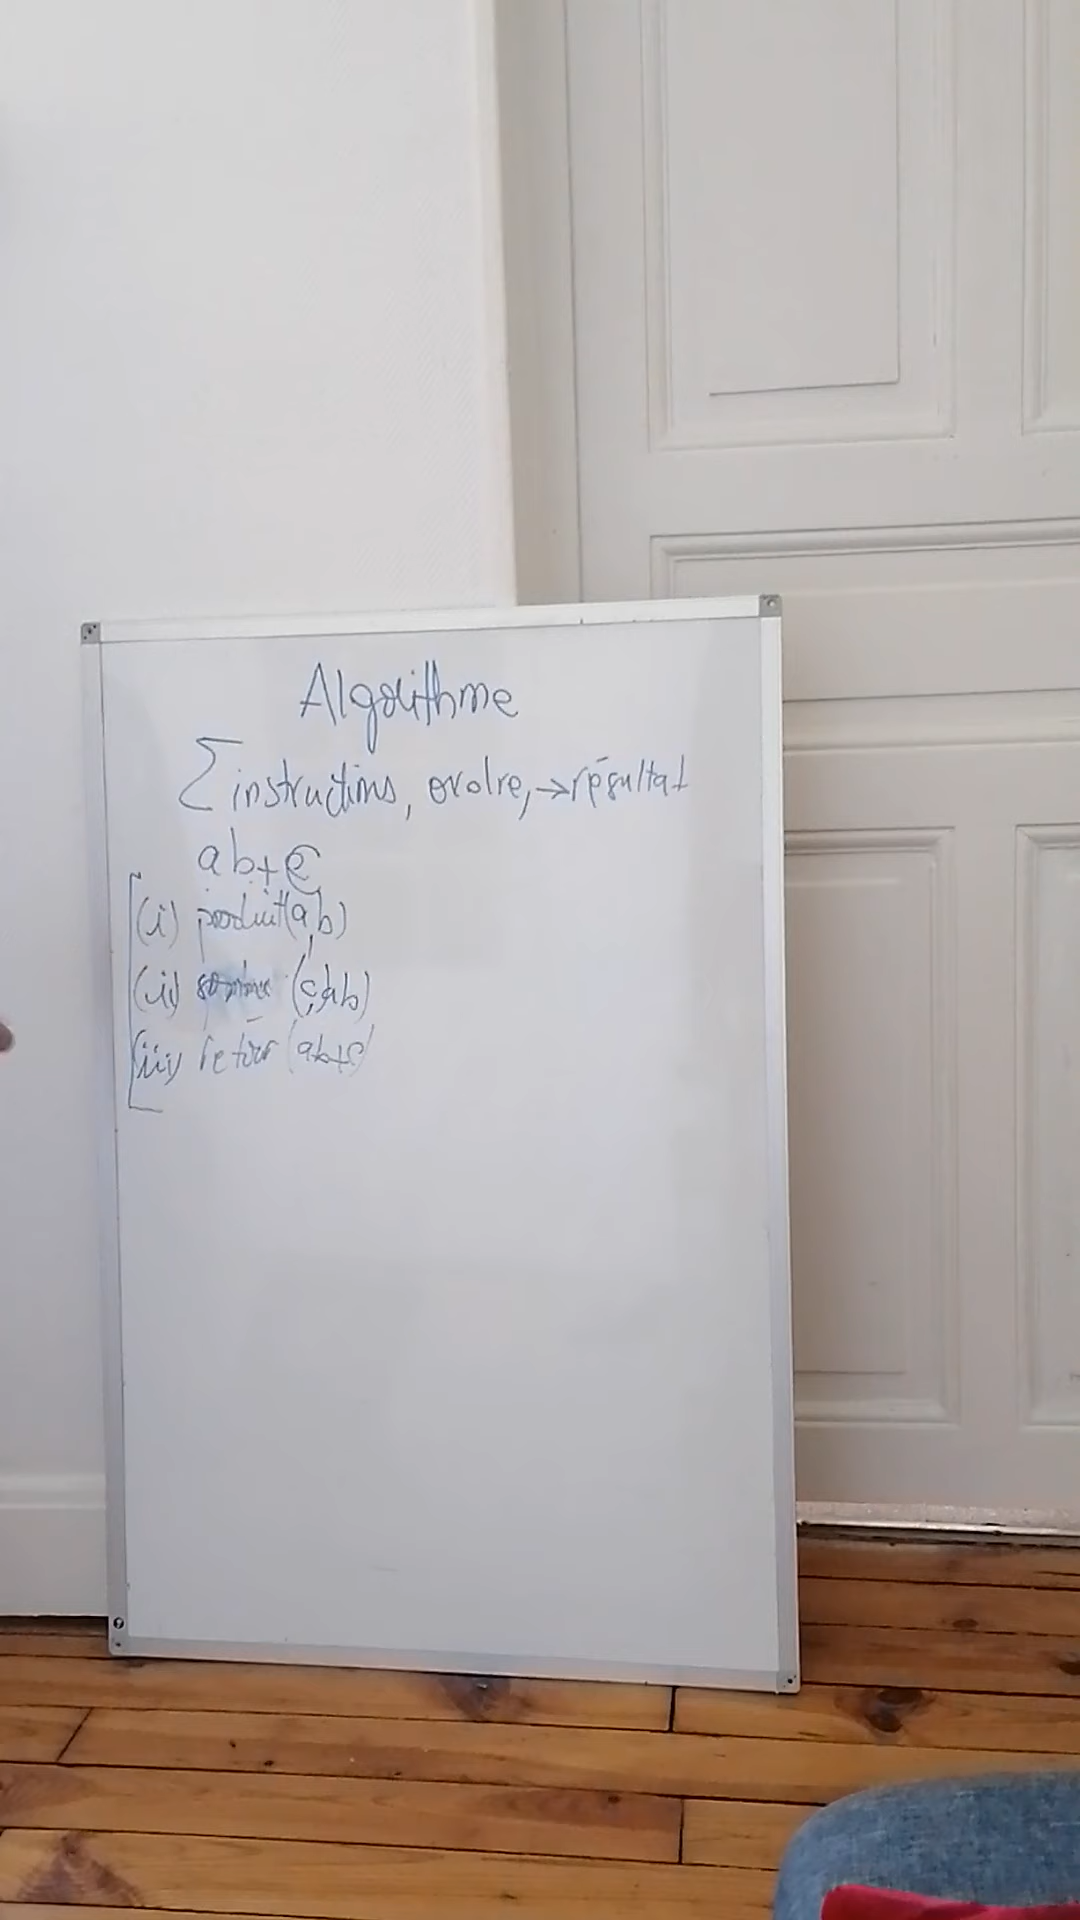 Algorithme
∑ instructions, ordre, → résultat
ab+c
(i) produit(a,b)
(ii) somme (c,ab)
(iii) retour (ab+c)